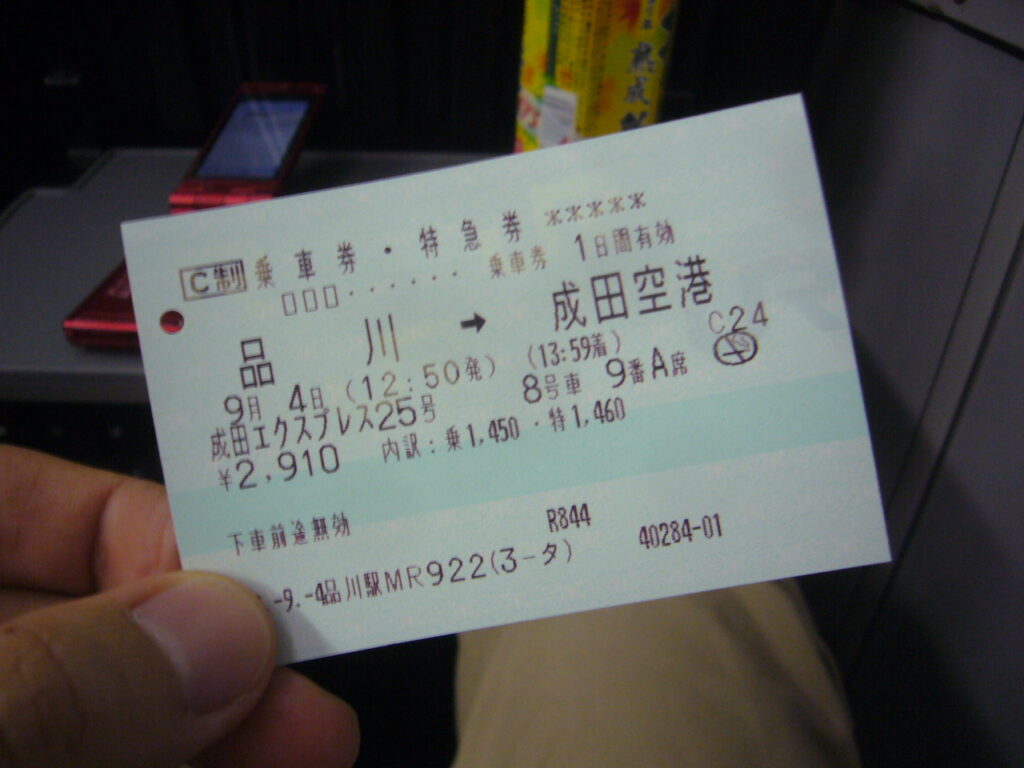 熟成
C制 乗車券・特急券 *****
▯▯▯・・・・・・ 乗車券 1日間有効
品川 → 成田空港
9月 4日 (12:50発) (13:59着) C24
成田エクスプレス25号 8号車 9番A席
¥2,910 内訳:乗1,450・特1,460
下車前途無効 R844
-9.-4品川駅MR922(3-タ) 40284-01